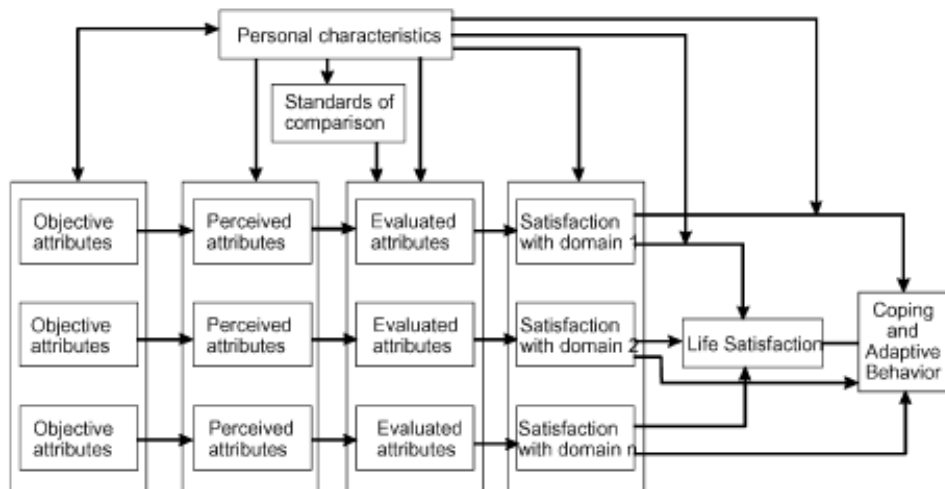 Personal characteristics
Standards of
comparison
Objective
attributes
Perceived
attributes
Evaluated
attributes
Satisfaction
with domain 1
Objective
attributes
Perceived
attributes
Evaluated
attributes
Satisfaction
with domain 2
Life Satisfaction
Coping
and
Adaptive
Behavior
Objective
attributes
Perceived
attributes
Evaluated
attributes
Satisfaction
with domain n